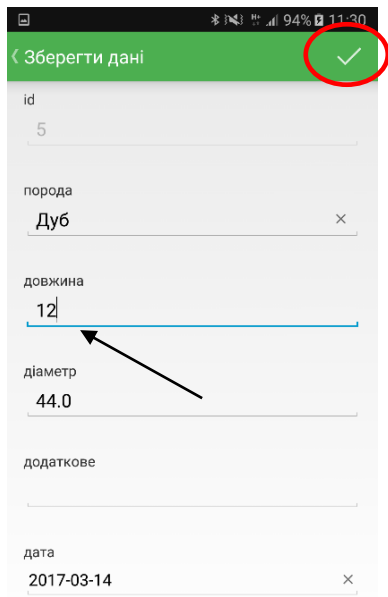 94% 11:30
Зберегти дані
id
5
порода
Дуб
довжина
12
діаметр
44.0
додаткове
дата
2017-03-14